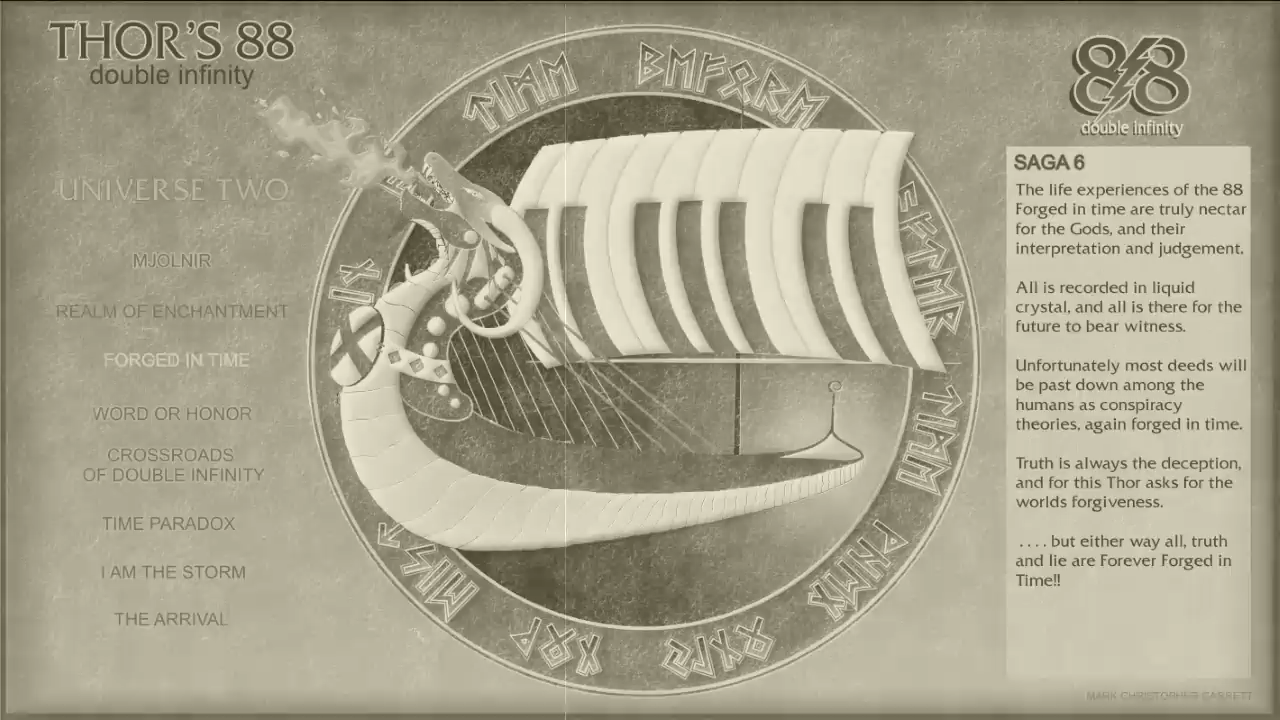 THOR'S 88
double infinity
UNIVERSE TWO
MJOLNIR
REALM OF ENCHANTMENT
FORGED IN TIME
WORD OR HONOR
CROSSROADS
OF DOUBLE INFINITY
TIME PARADOX
I AM THE STORM
THE ARRIVAL
88
double infinity
SAGA 6
The life experiences of the 88
Forged in time are truly nectar
for the Gods, and their
interpretation and judgement.
All is recorded in liquid
crystal, and all is there for the
future to bear witness.
Unfortunately most deeds will
be past down among the
humans as conspiracy
theories, again forged in time.
Truth is always the deception,
and for this Thor asks for the
worlds forgiveness.
. . . . but either way all, truth
and lie are Forever Forged in
Time!!
MARK CHRISTOPHER GARRETT